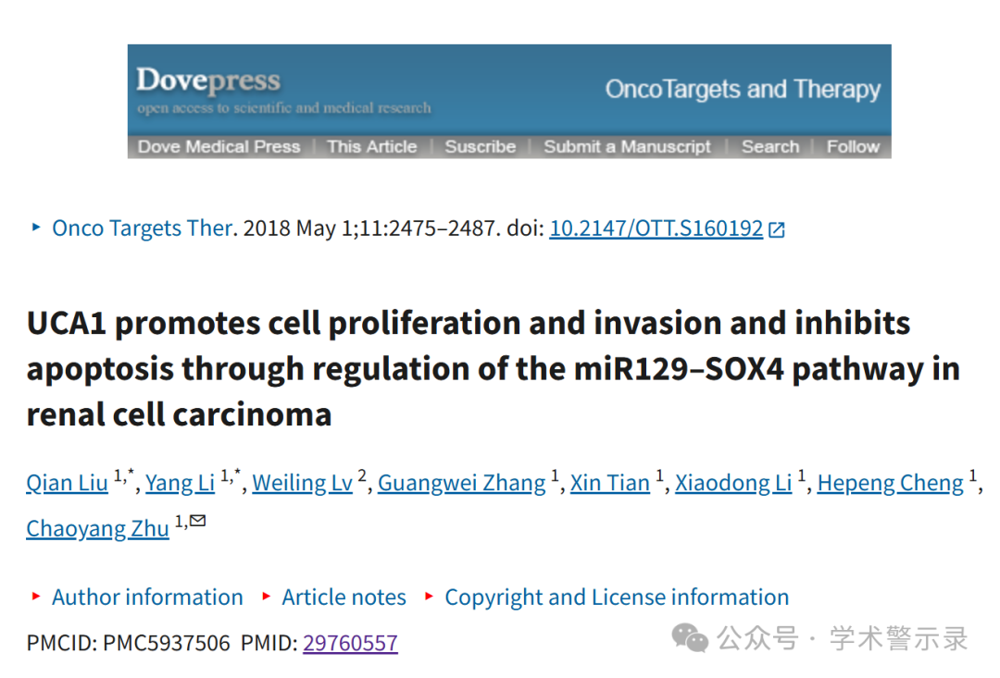 Dovepress
open access to scientific and medical research
OncoTargets and Therapy
Dove Medical Press | This Article | Suscribe | Submit a Manuscript | Search | Follow
Onco Targets Ther. 2018 May 1;11:2475–2487. doi: 10.2147/OTT.S160192
UCA1 promotes cell proliferation and invasion and inhibits
apoptosis through regulation of the miR129–SOX4 pathway in
renal cell carcinoma
Qian Liu 1,*, Yang Li 1,*, Weiling Lv 2, Guangwei Zhang 1, Xin Tian 1, Xiaodong Li 1, Hepeng Cheng 1,
Chaoyang Zhu 1,✉
Author information Article notes Copyright and License information
PMCID: PMC5937506 PMID: 29760557
公众号 · 学术警示录